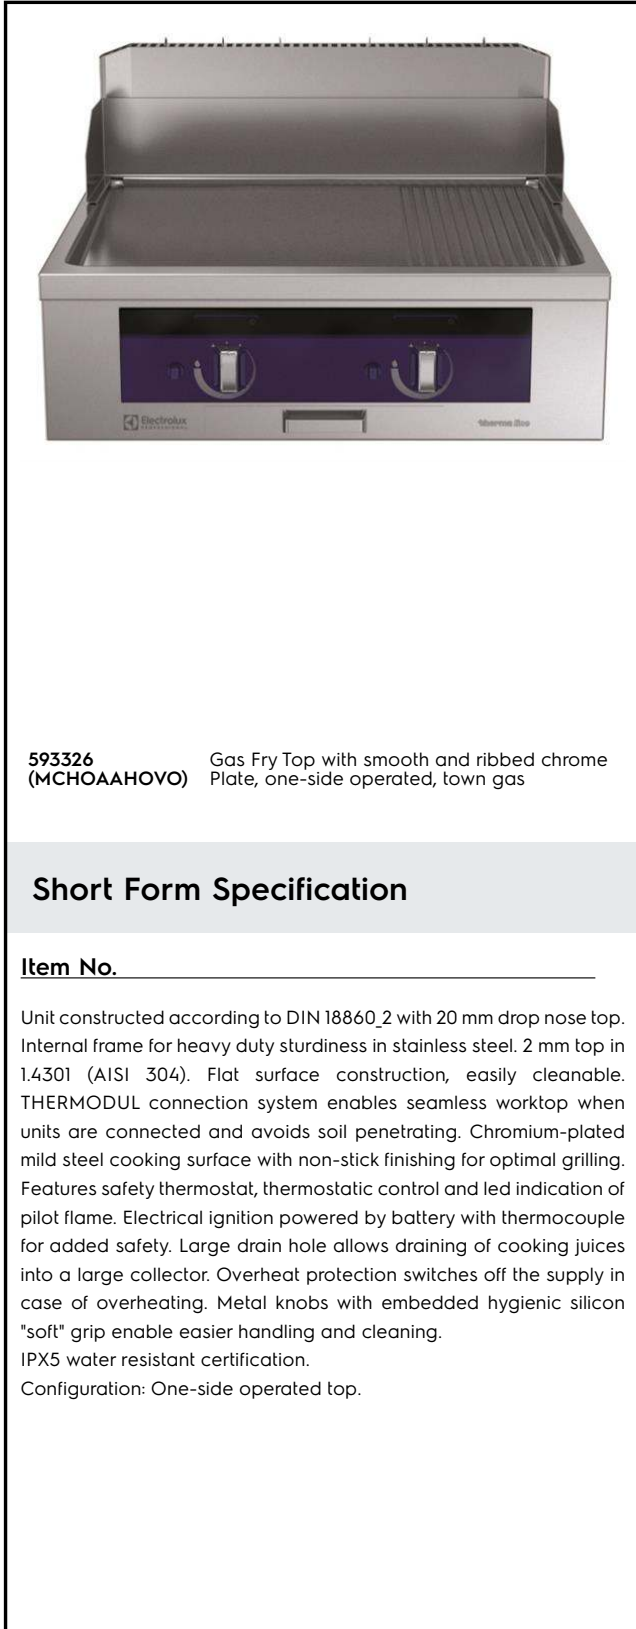 Electrolux
PROFESSIONAL
thermaline
593326
(MCHOAAHOVO)
Gas Fry Top with smooth and ribbed chrome
Plate, one-side operated, town gas
Short Form Specification
Item No.
Unit constructed according to DIN 18860_2 with 20 mm drop nose top.
Internal frame for heavy duty sturdiness in stainless steel. 2 mm top in
1.4301 (AISI 304). Flat surface construction, easily cleanable.
THERMODUL connection system enables seamless worktop when
units are connected and avoids soil penetrating. Chromium-plated
mild steel cooking surface with non-stick finishing for optimal grilling.
Features safety thermostat, thermostatic control and led indication of
pilot flame. Electrical ignition powered by battery with thermocouple
for added safety. Large drain hole allows draining of cooking juices
into a large collector. Overheat protection switches off the supply in
case of overheating. Metal knobs with embedded hygienic silicon
"soft" grip enable easier handling and cleaning.
IPX5 water resistant certification.
Configuration: One-side operated top.